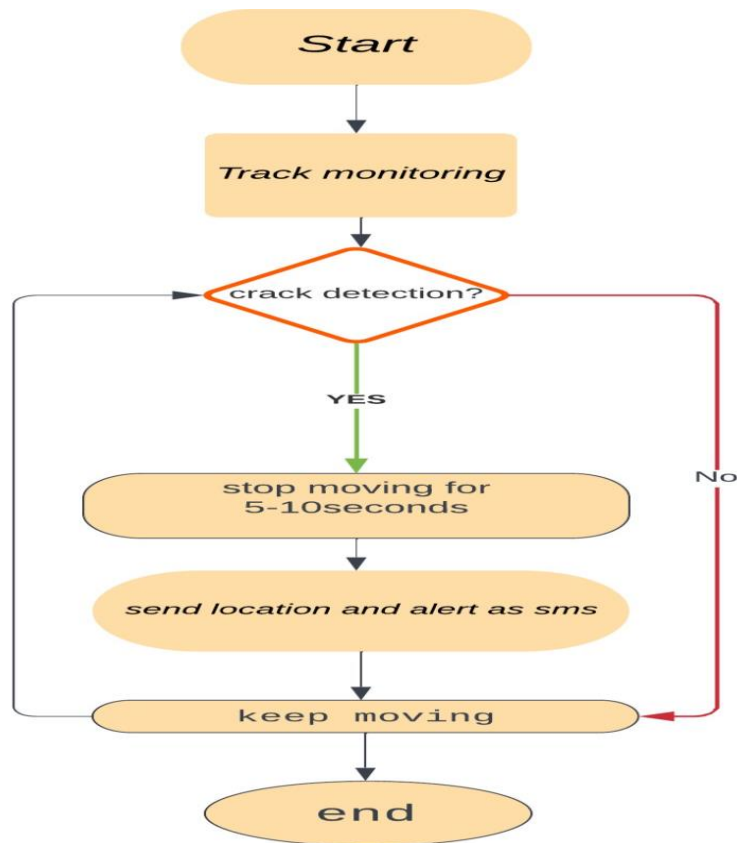 Start
Track monitoring
crack detection?
YES
No
stop moving for
5-10seconds
send location and alert as sms
keep moving
end